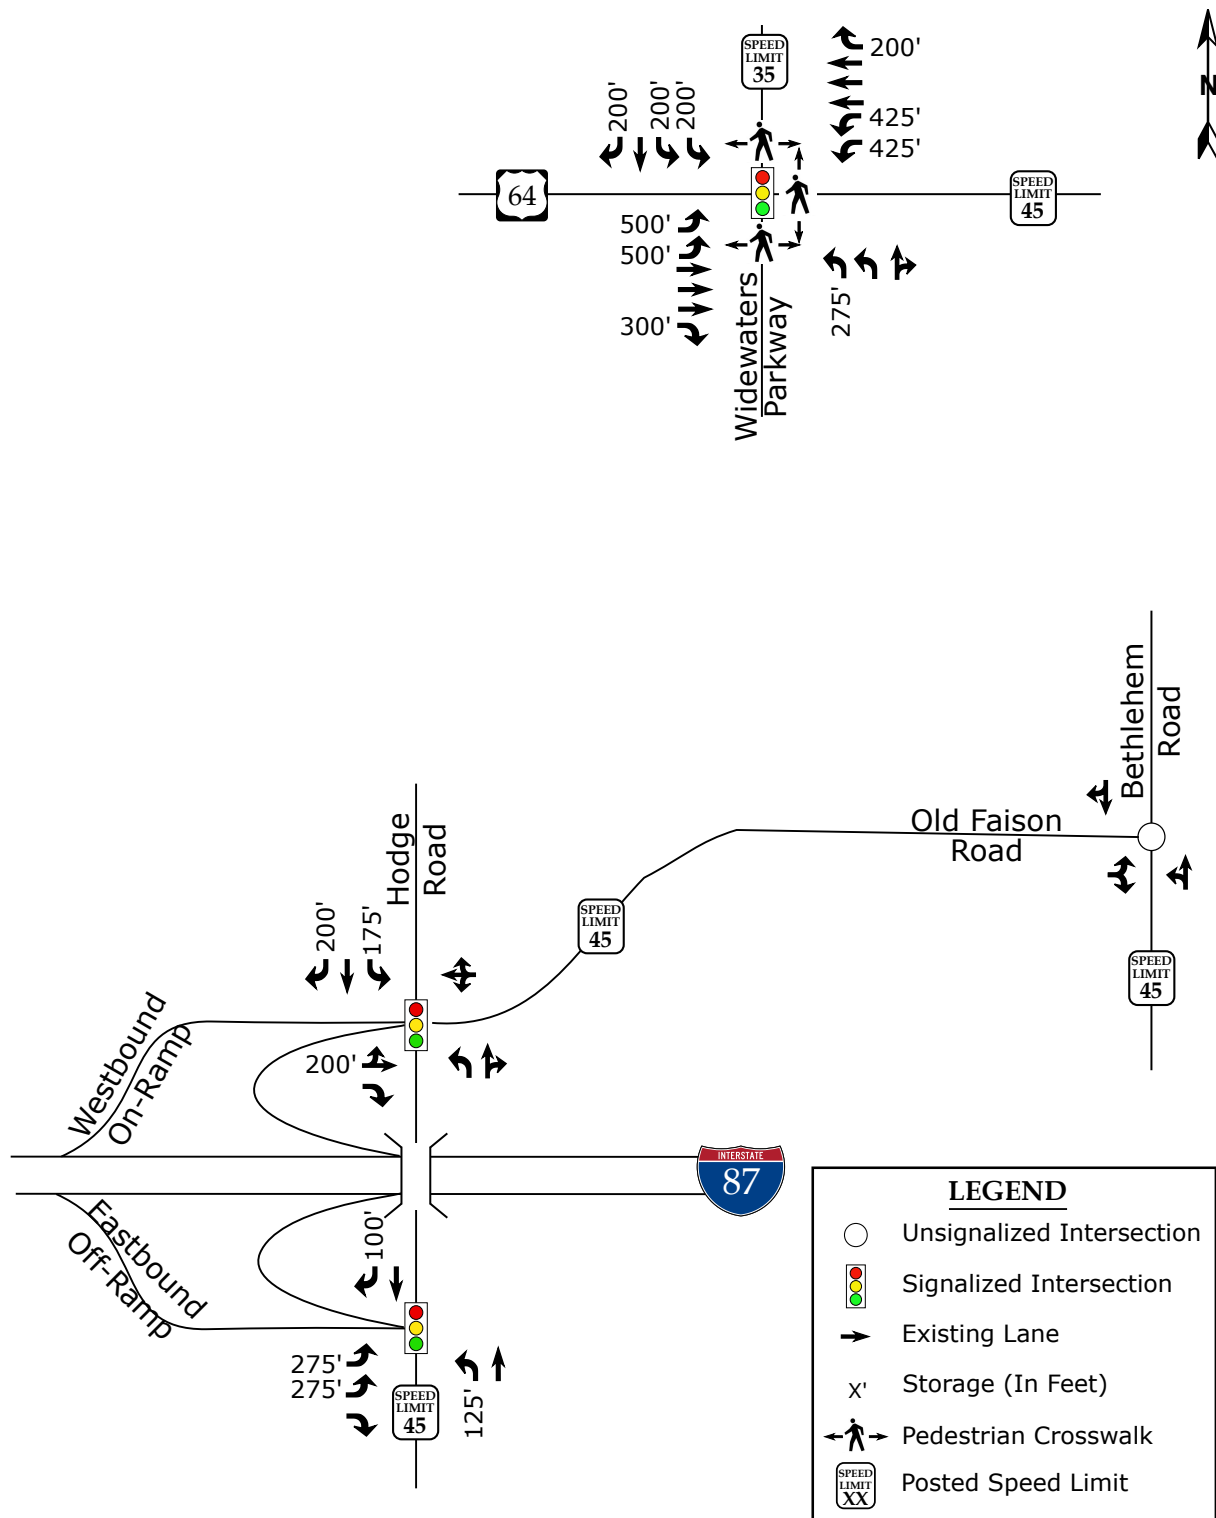 SPEED
LIMIT
35
N
200'
200'
200'
200'
425'
425'
64
SPEED
LIMIT
45
500'
500'
300'
275'
Widewaters
Parkway
Bethlehem
Road
Old Faison
Road
Hodge
Road
SPEED
LIMIT
45
SPEED
LIMIT
45
200'
175'
Westbound
On-Ramp
200'
INTERSTATE
87
Eastbound
Off-Ramp
100'
275'
275'
SPEED
LIMIT
45
125'
LEGEND
Unsignalized Intersection
Signalized Intersection
Existing Lane
X' Storage (In Feet)
Pedestrian Crosswalk
SPEED
LIMIT
XX
Posted Speed Limit